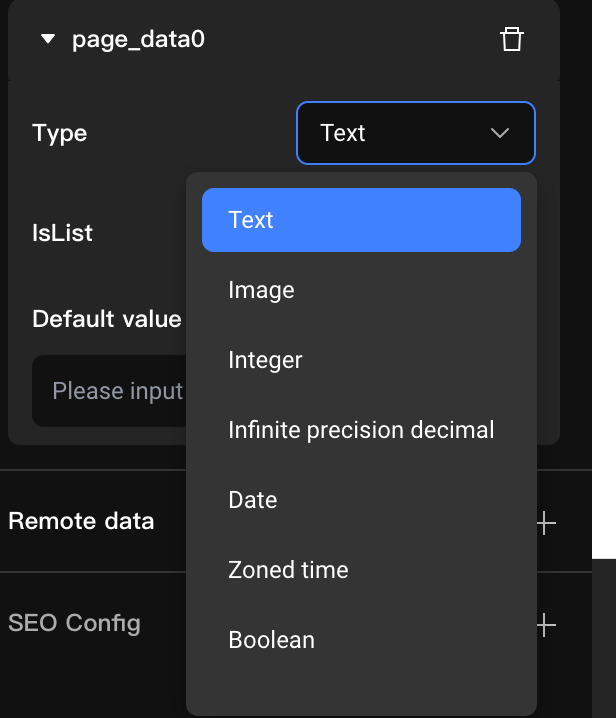 page_data0
Type
Text
Text
IsList
Image
Default value
Integer
Please input
Infinite precision decimal
Date
Remote data
Zoned time
SEO Config
Boolean